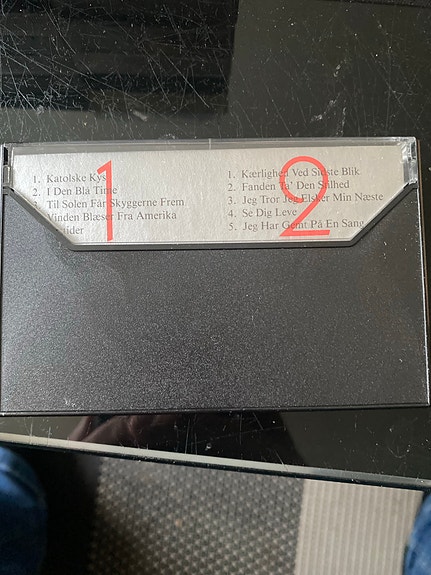 1
1. Katolske Kys
2. I Den Blå Time
3. Til Solen Får Skyggerne Frem
Vinden Blæser Fra Amerika
2
1. Kærlighed Ved Sidste Blik
2. Fanden Ta' Den Salhed
3. Jeg Tror Jeg Elsker Min Næste
4. Se Dig Leve
5. Jeg Har Gemt På En Sang